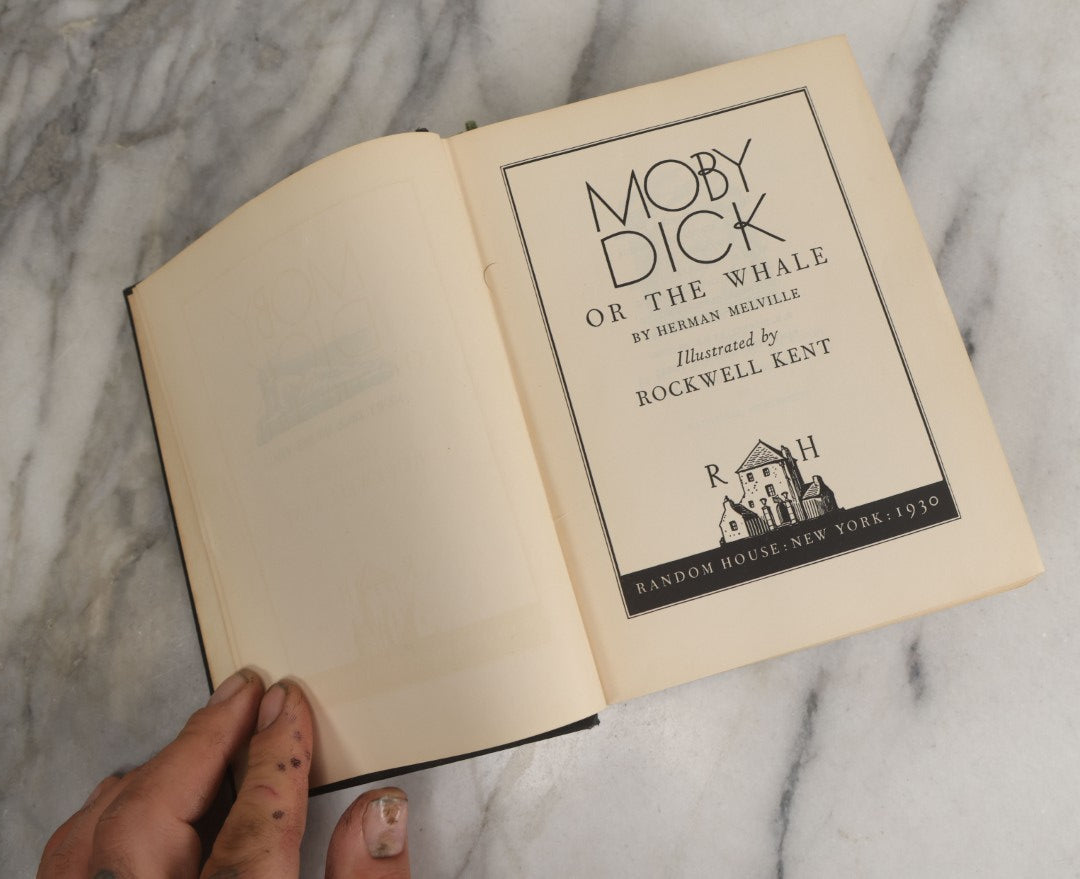 MOBY
DICK
OR THE WHALE
BY HERMAN MELVILLE
Illustrated by
ROCKWELL KENT
R H
RANDOM HOUSE : NEW YORK : 1930